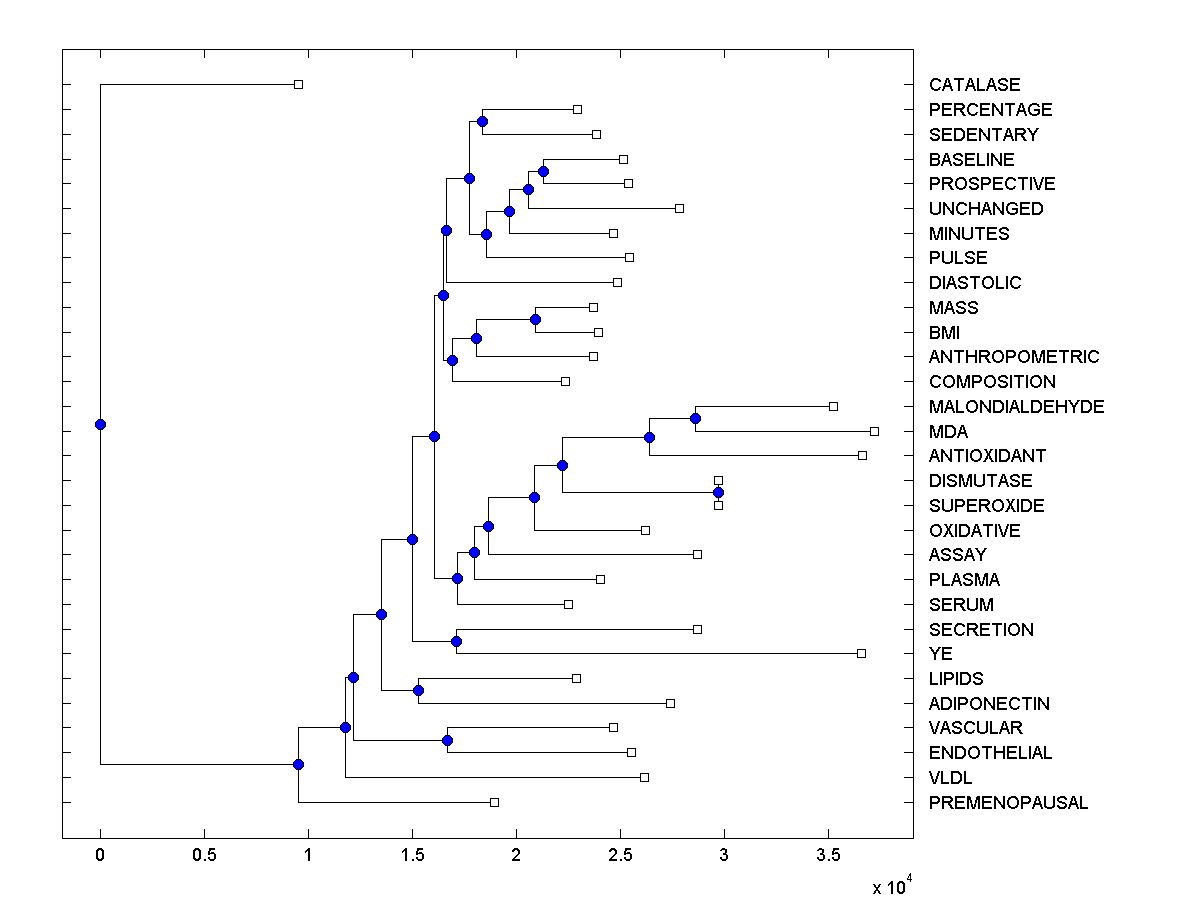 CATALASE
PERCENTAGE
SEDENTARY
BASELINE
PROSPECTIVE
UNCHANGED
MINUTES
PULSE
DIASTOLIC
MASS
BMI
ANTHROPOMETRIC
COMPOSITION
MALONDIALDEHYDE
MDA
ANTIOXIDANT
DISMUTASE
SUPEROXIDE
OXIDATIVE
ASSAY
PLASMA
SERUM
SECRETION
YE
LIPIDS
ADIPONECTIN
VASCULAR
ENDOTHELIAL
VLDL
PREMENOPAUSAL
0 0.5 1 1.5 2 2.5 3 3.5
x 10^4